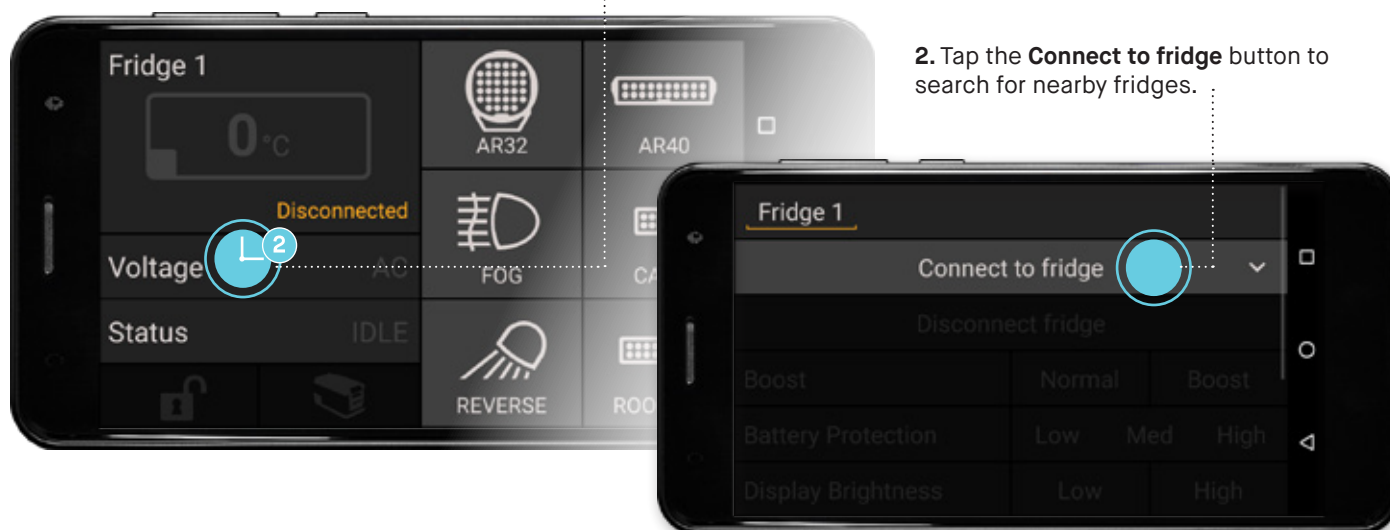 Fridge 1
0 °C
Disconnected
2
Voltage AC
Status IDLE
AR32
AR40
FOG
REVERSE
2. Tap the Connect to fridge button to
search for nearby fridges.
Fridge 1
Connect to fridge
Disconnect fridge
Boost Normal Boost
Battery Protection Low Med High
Display Brightness Low High